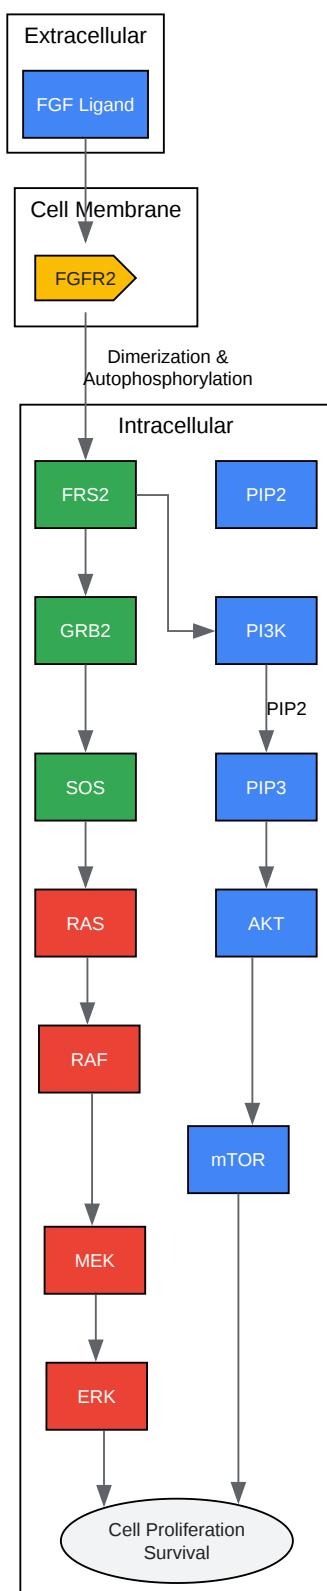 Extracellular
FGF Ligand
Cell Membrane
FGFR2
Dimerization &
Autophosphorylation
Intracellular
FRS2
PIP2
GRB2
PI3K
PIP2
SOS
PIP3
RAS
AKT
RAF
mTOR
MEK
ERK
Cell Proliferation
Survival